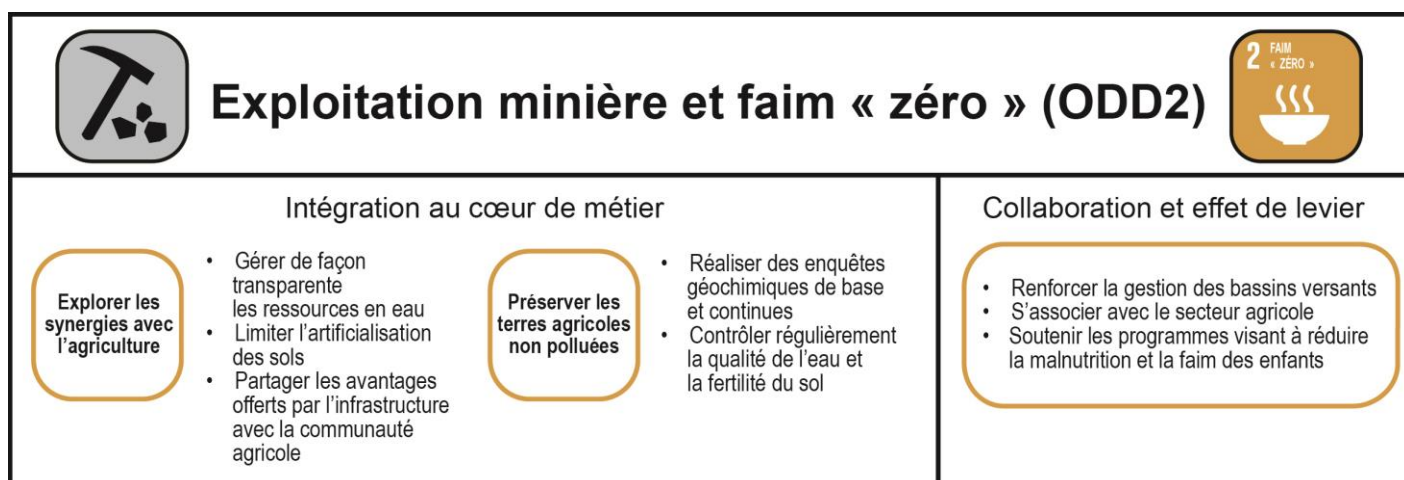 Exploitation minière et faim « zéro » (ODD2)
2 FAIM
« ZÉRO »
Intégration au cœur de métier
Explorer les
synergies avec
l’agriculture
• Gérer de façon
transparente
les ressources en eau
• Limiter l’artificialisation
des sols
• Partager les avantages
offerts par l’infrastructure
avec la communauté
agricole
Préserver les
terres agricoles
non polluées
• Réaliser des enquêtes
géochimiques de base
et continues
• Contrôler régulièrement
la qualité de l’eau et
la fertilité du sol
Collaboration et effet de levier
• Renforcer la gestion des bassins versants
• S’associer avec le secteur agricole
• Soutenir les programmes visant à réduire
la malnutrition et la faim des enfants